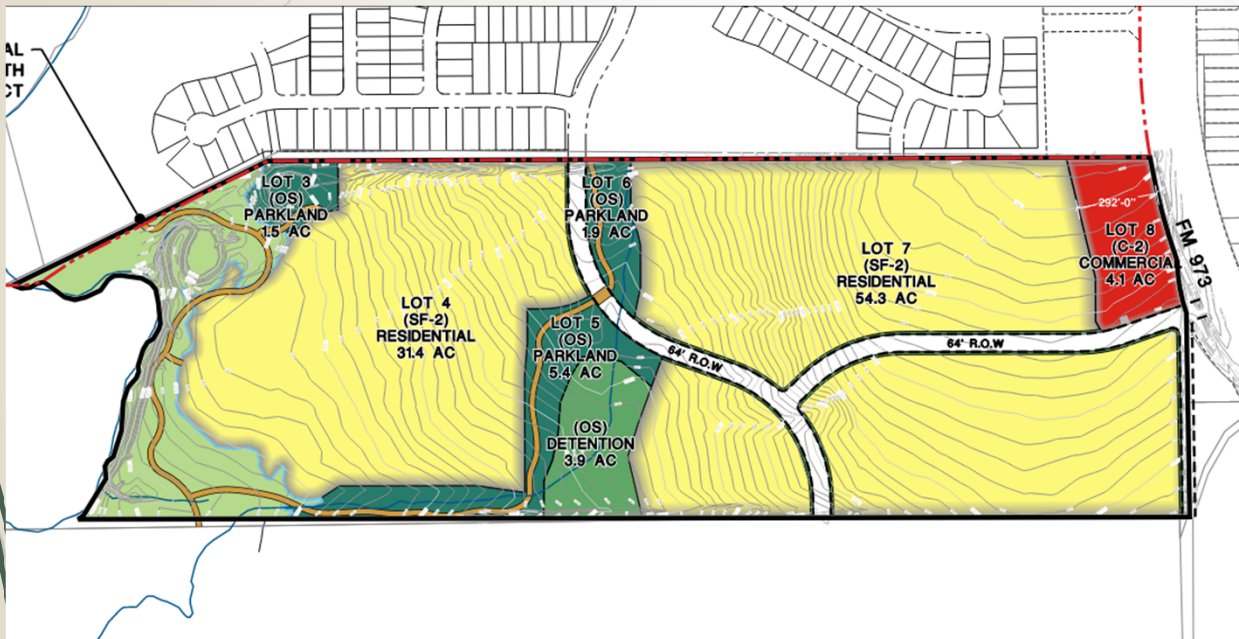 AL
TH
CT
LOT 3
(OS)
PARKLAND
1.5 AC
LOT 6
(OS)
PARKLAND
1.9 AC
LOT 4
(SF-2)
RESIDENTIAL
31.4 AC
LOT 5
(OS)
PARKLAND
5.4 AC
(OS)
DETENTION
3.9 AC
64' R.O.W
LOT 7
(SF-2)
RESIDENTIAL
54.3 AC
64' R.O.W
292'-0"
LOT 8
(C-2)
COMMERCIAL
4.1 AC
FM 973